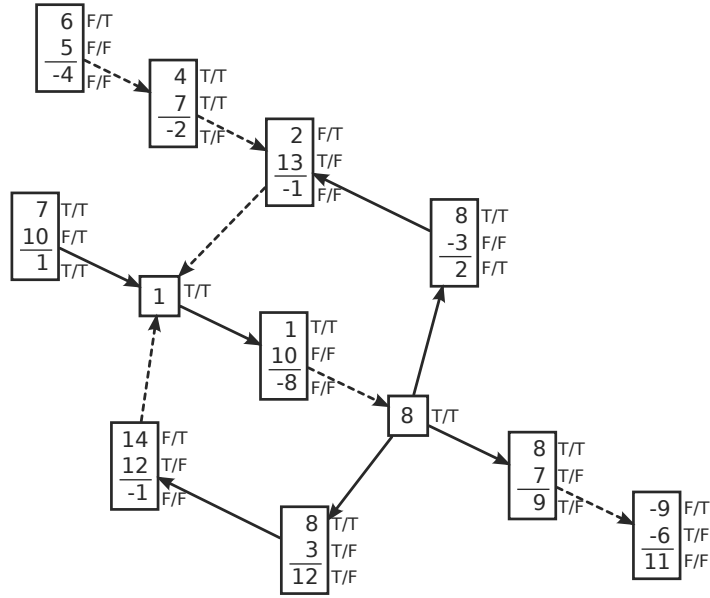 6 F/T
5 F/F
-4 F/F
4 T/T
7 T/T
-2 T/F
2 F/T
13 T/F
-1 F/F
7 T/T
10 F/T
1 T/T
8 T/T
-3 F/F
2 F/T
1 T/T
1 T/T
10 F/F
-8 F/F
8 T/T
14 F/T
12 T/F
-1 F/F
8 T/T
7 T/F
9 T/F
-9 F/T
-6 T/F
11 F/F
8 T/T
3 T/F
12 T/F